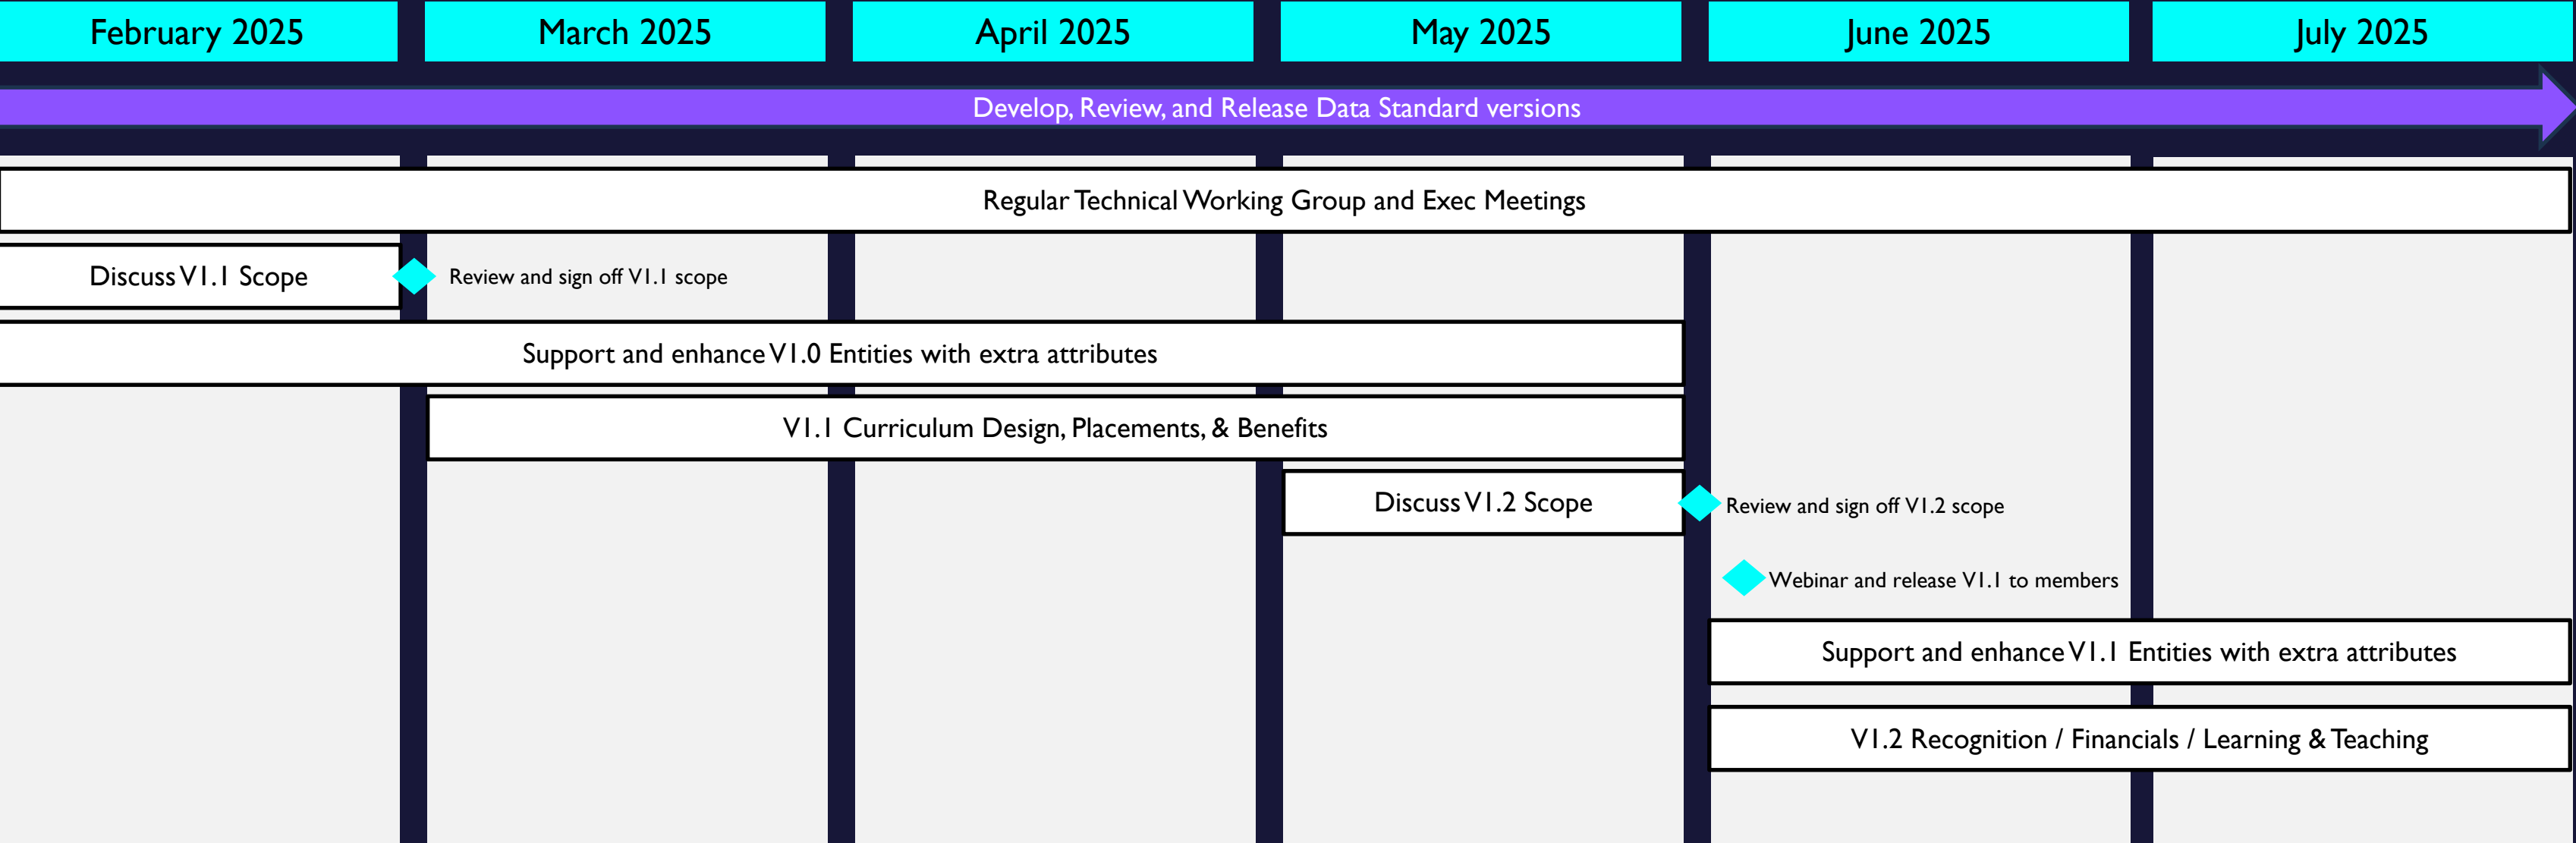 February 2025
March 2025
April 2025
May 2025
June 2025
July 2025
Develop, Review, and Release Data Standard versions
Regular Technical Working Group and Exec Meetings
Discuss V1.1 Scope
Review and sign off V1.1 scope
Support and enhance V1.0 Entities with extra attributes
V1.1 Curriculum Design, Placements, & Benefits
Discuss V1.2 Scope
Review and sign off V1.2 scope
Webinar and release V1.1 to members
Support and enhance V1.1 Entities with extra attributes
V1.2 Recognition / Financials / Learning & Teaching